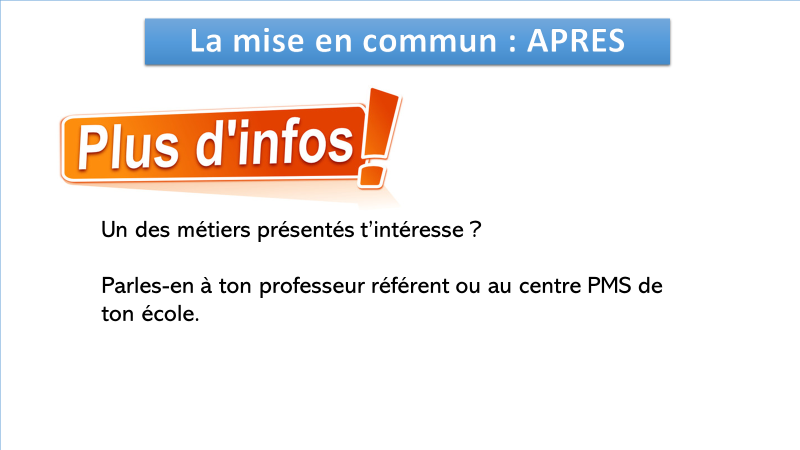 La mise en commun : APRES
Plus d'infos !
Un des métiers présentés t’intéresse ?
Parles-en à ton professeur référent ou au centre PMS de
ton école.